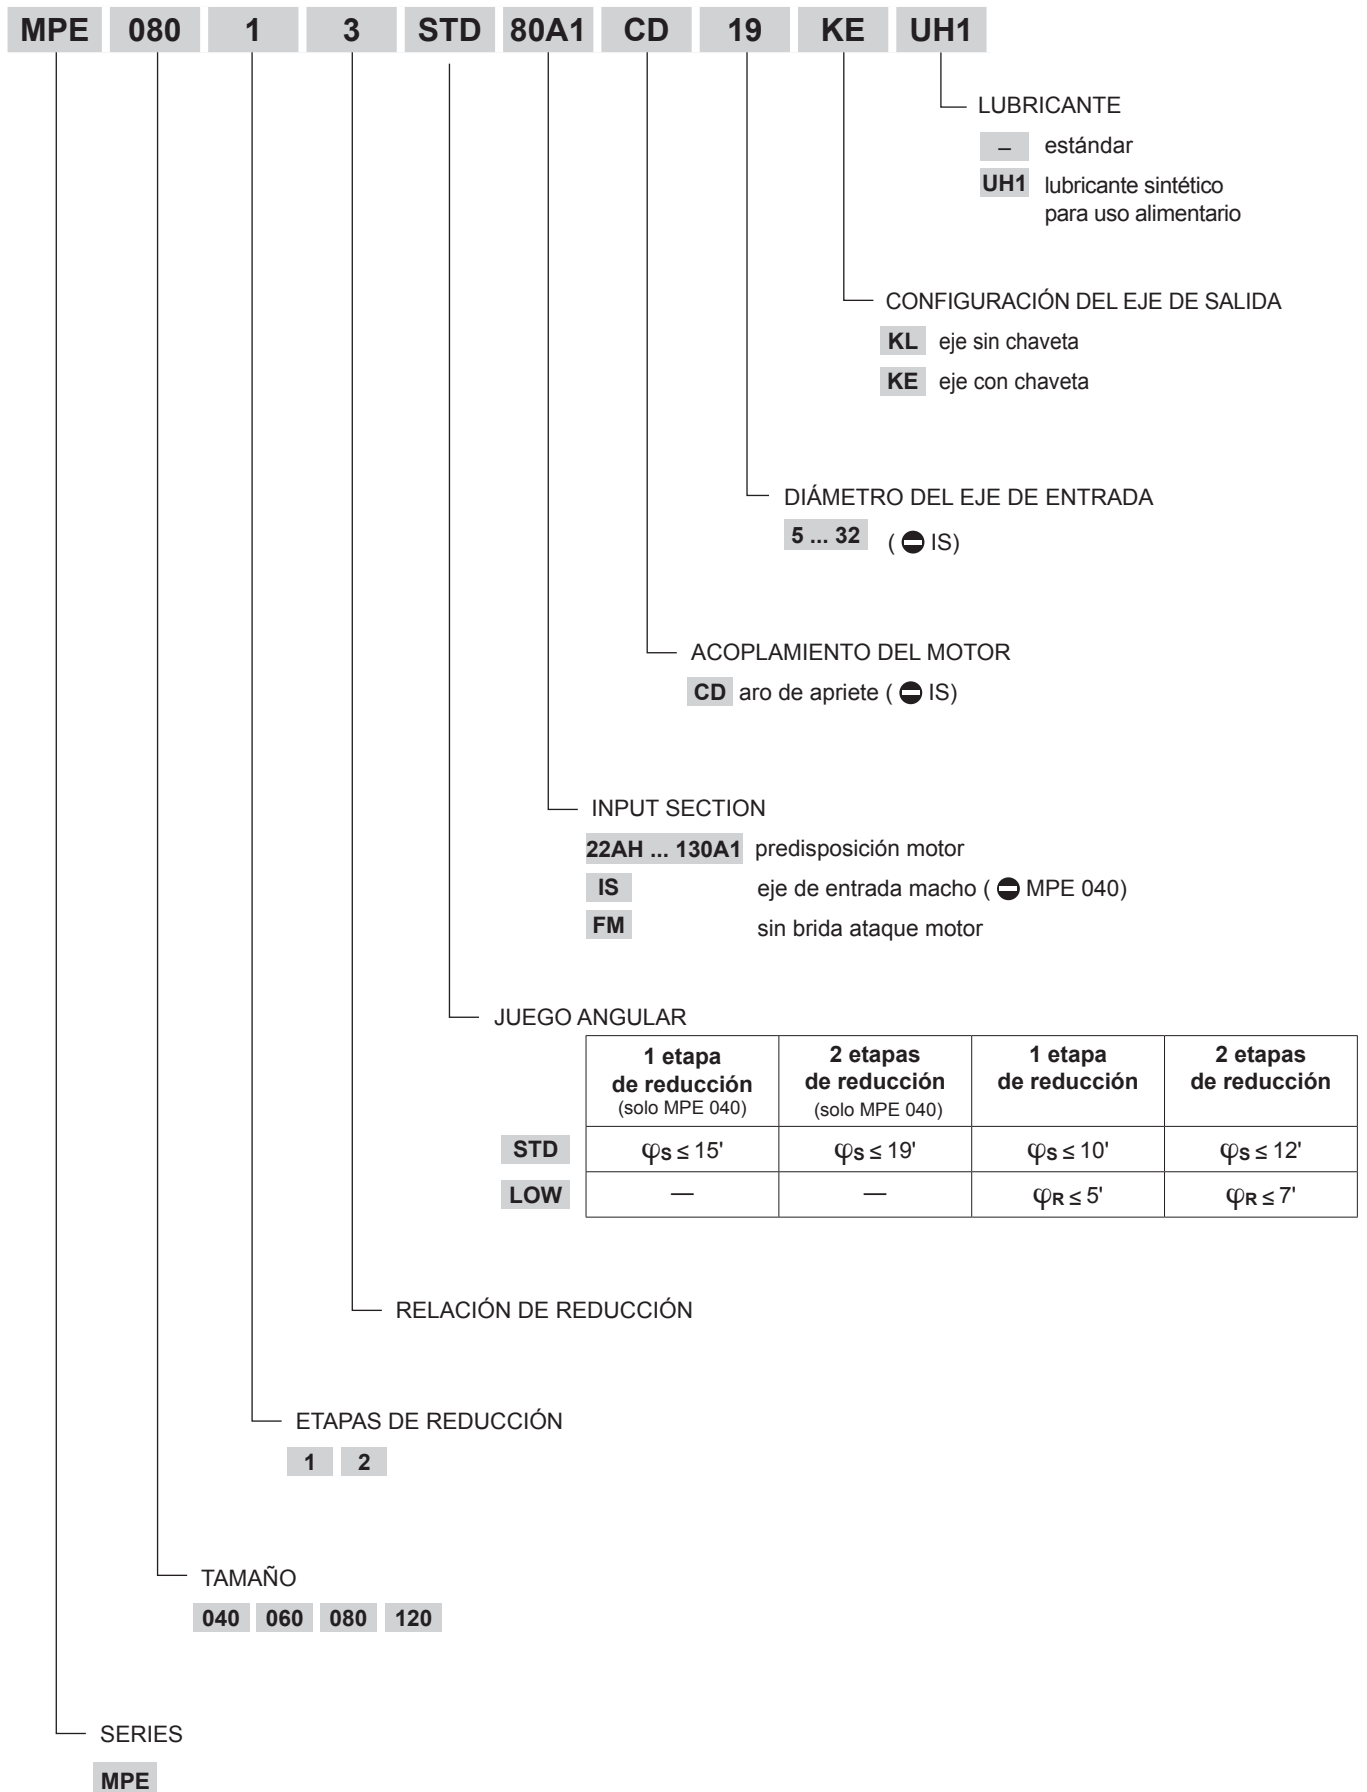 MPE 080 1 3 STD 80A1 CD 19 KE UH1
LUBRICANTE
– estándar
UH1 lubricante sintético
para uso alimentario
CONFIGURACIÓN DEL EJE DE SALIDA
KL eje sin chaveta
KE eje con chaveta
DIÁMETRO DEL EJE DE ENTRADA
5 ... 32 ( ⛔ IS)
ACOPLAMIENTO DEL MOTOR
CD aro de apriete ( ⛔ IS)
INPUT SECTION
22AH ... 130A1 predisposición motor
IS eje de entrada macho ( ⛔ MPE 040)
FM sin brida ataque motor
JUEGO ANGULAR
1 etapa 2 etapas 1 etapa 2 etapas
de reducción de reducción de reducción de reducción
(solo MPE 040) (solo MPE 040)
STD φS ≤ 15' φS ≤ 19' φS ≤ 10' φS ≤ 12'
LOW — — φR ≤ 5' φR ≤ 7'
RELACIÓN DE REDUCCIÓN
ETAPAS DE REDUCCIÓN
1 2
TAMAÑO
040 060 080 120
SERIES
MPE